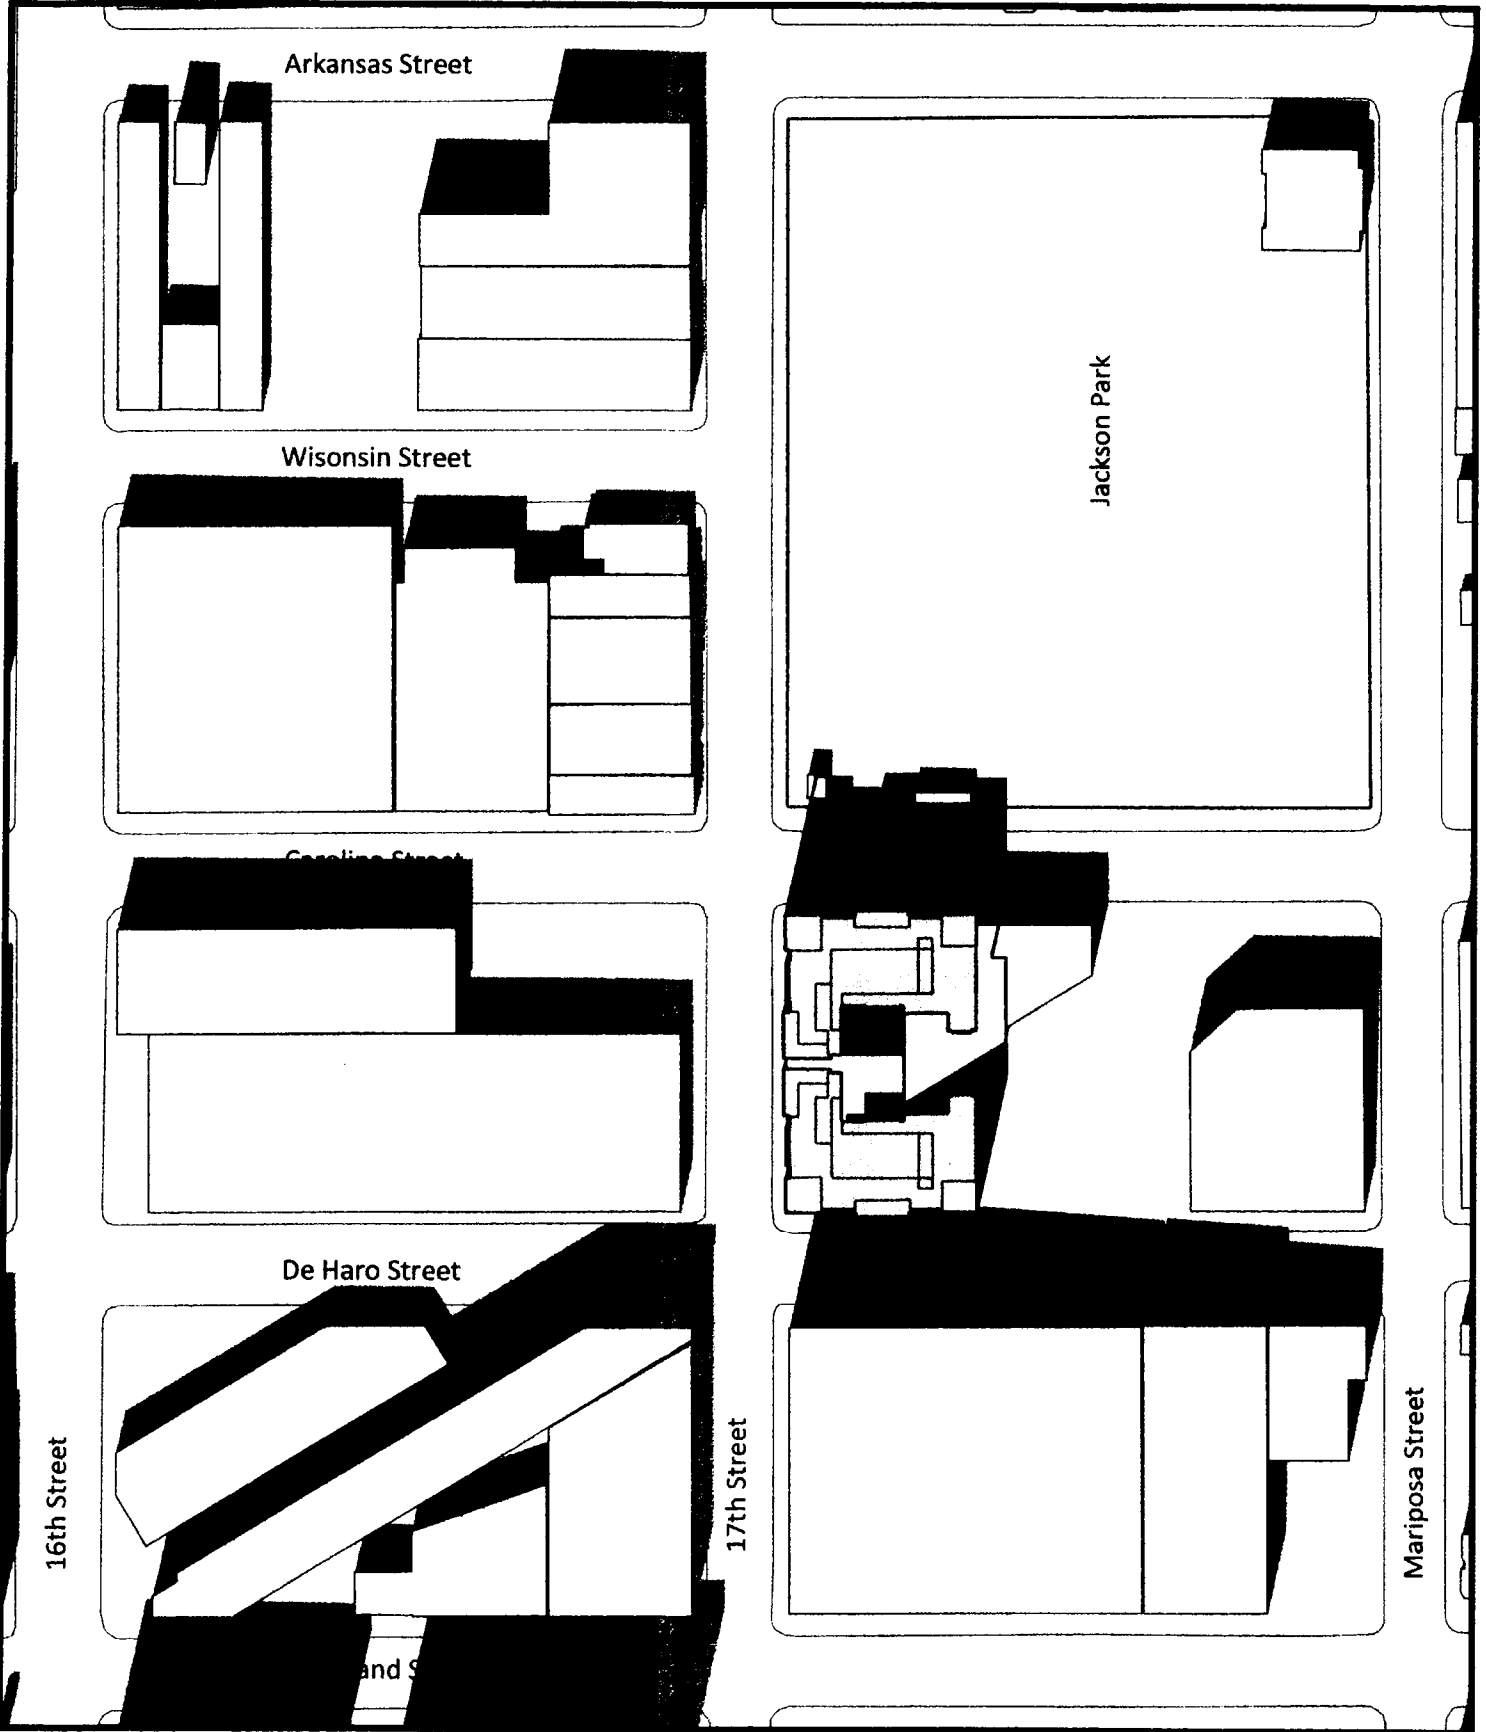 Arkansas Street
Jackson Park
Wisonsin Street
De Haro Street
16th Street
17th Street
Mariposa Street